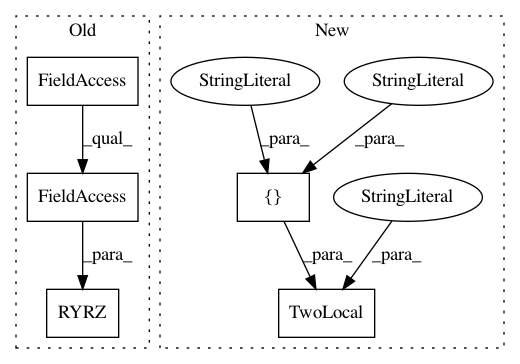 Old
New
FieldAccess
StringLiteral
StringLiteral
_qual_
_para_
_para_
FieldAccess
{}
StringLiteral
_para_
_para_
_para_
RYRZ
TwoLocal